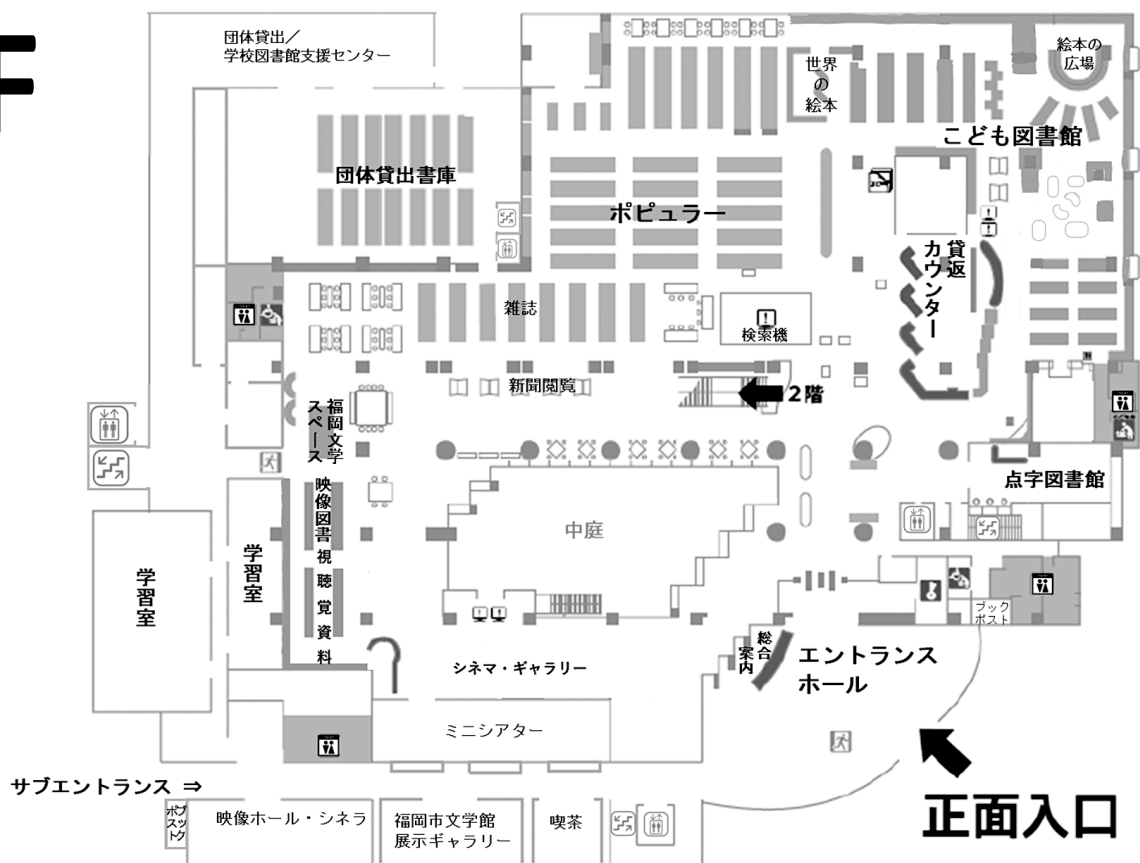 F
団体貸出／
学校図書館支援センター
世界
の
絵本
絵本の
広場
こども図書館
団体貸出書庫
ポピュラー
貸返
カウンター
雑誌
検索機
新聞閲覧
2階
福岡文学
スペース
点字図書館
映像図書
中庭
学習室
学習室
視聴覚資料
ブック
ポスト
総合
案内
エントランス
ホール
シネマ・ギャラリー
ミニシアター
サブエントランス ⇒
ブック
ポスト
映像ホール・シネラ
福岡市文学館
展示ギャラリー
喫茶
正面入口